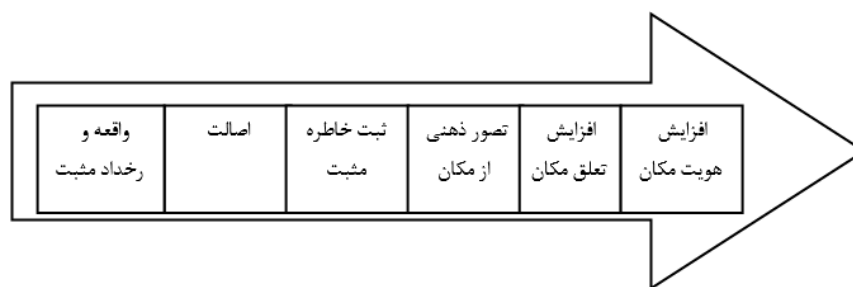 واقعه و
رخداد مثبت
اصالت
ثبت خاطره
مثبت
تصور ذهنی
از مکان
افزایش
تعلق مکان
افزایش
هویت مکان